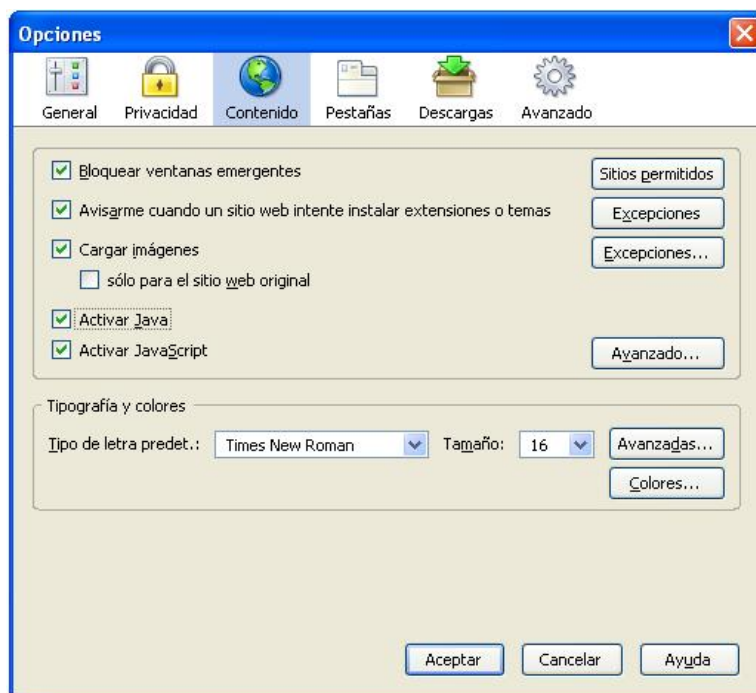 Opciones
General Privacidad Contenido Pestañas Descargas Avanzado
Bloquear ventanas emergentes Sitios permitidos
Avisarme cuando un sitio web intente instalar extensiones o temas Excepciones
Cargar imágenes Excepciones...
sólo para el sitio web original
Activar Java
Activar JavaScript Avanzado...
Tipografía y colores
Tipo de letra predet.: Times New Roman Tamaño: 16 Avanzadas...
Colores...
Aceptar Cancelar Ayuda